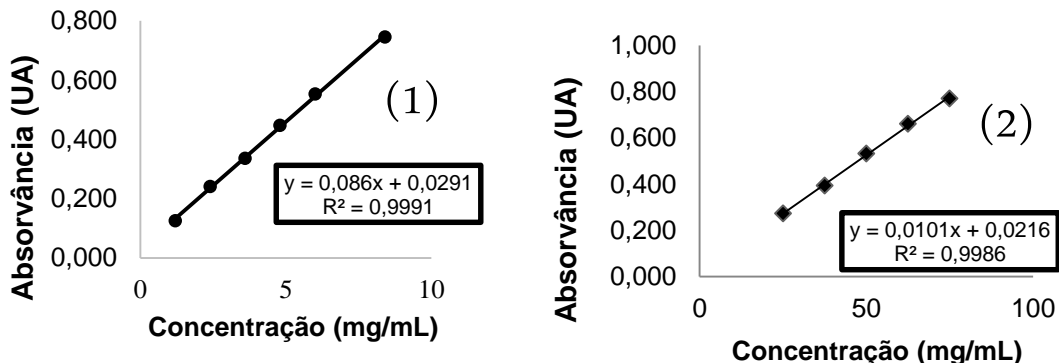 Absorvância (UA)
0,800
0,600
0,400
0,200
0,000
(1)
y = 0,086x + 0,0291
R² = 0,9991
0 5 10
Concentração (mg/mL)
Absorvância (UA)
1,000
0,800
0,600
0,400
0,200
0,000
(2)
y = 0,0101x + 0,0216
R² = 0,9986
0 50 100
Concentração (mg/mL)